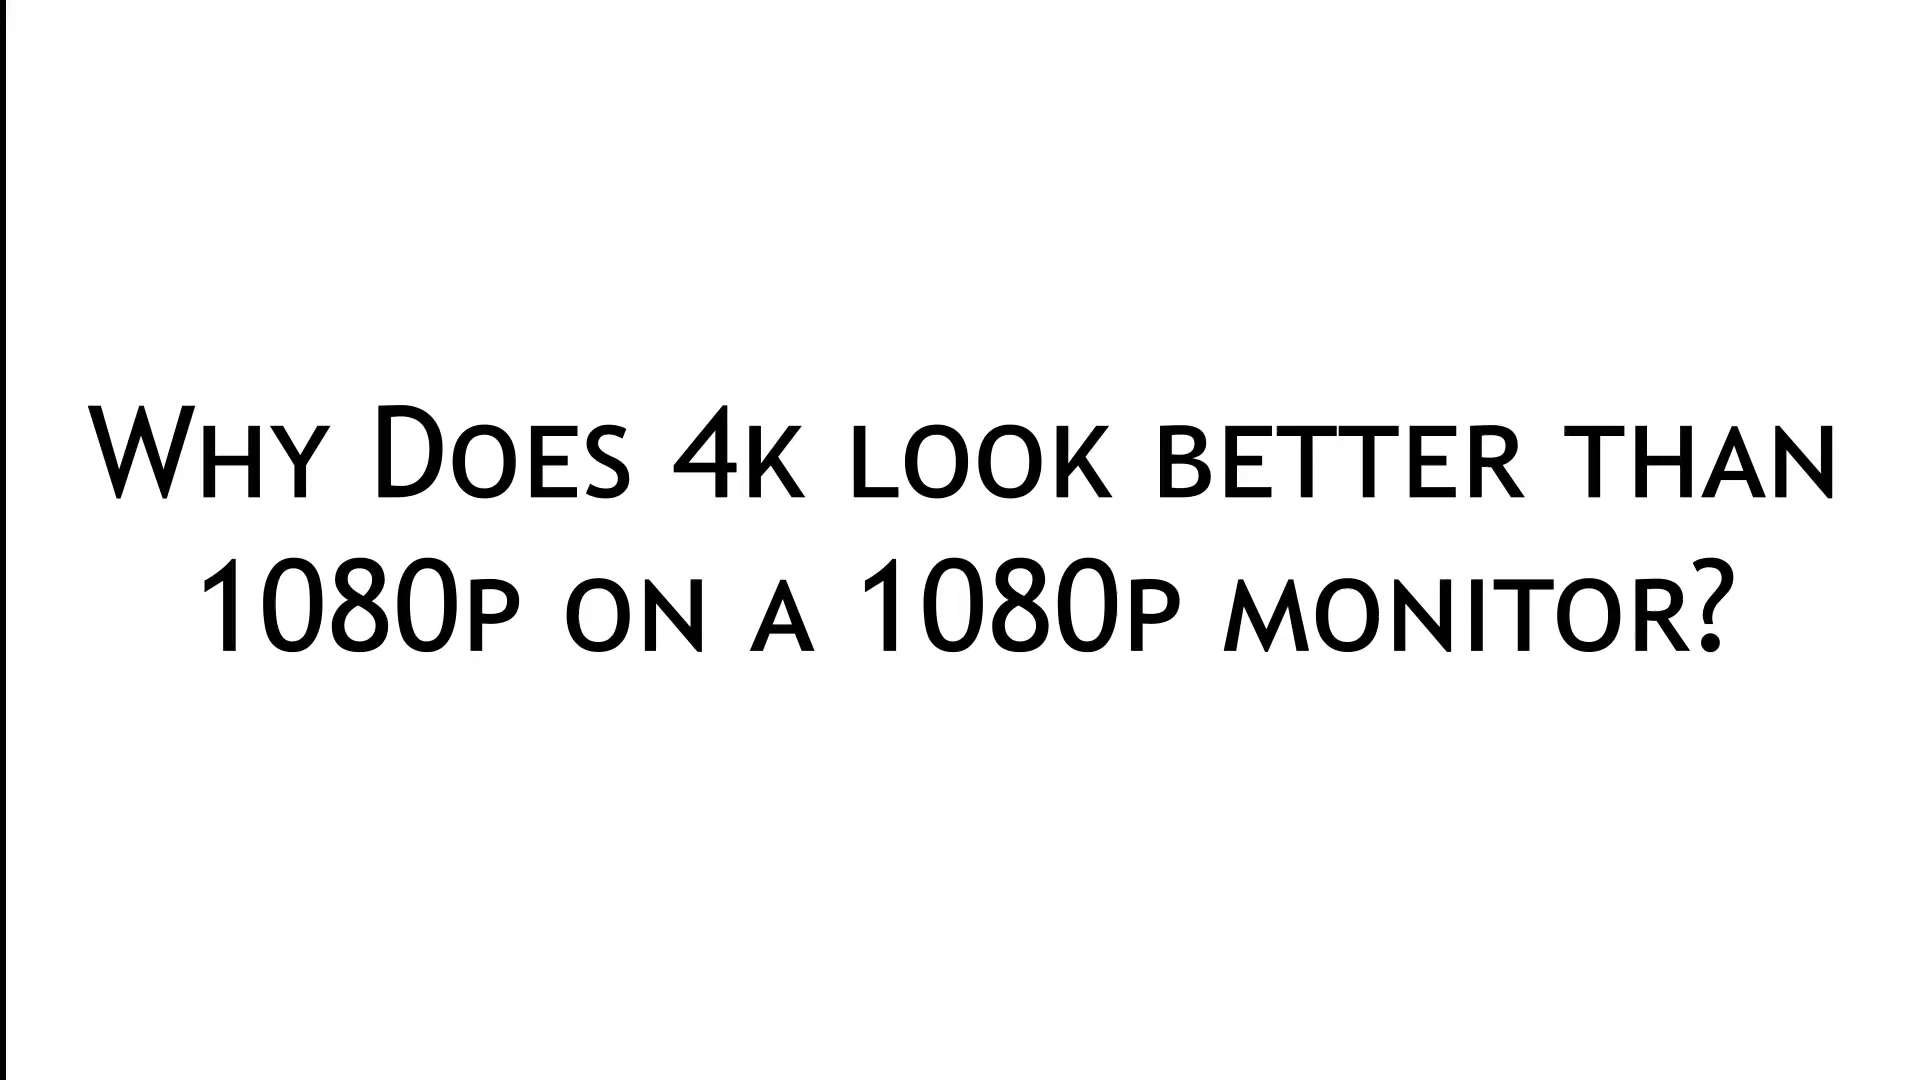 Why Does 4k look better than
1080p on a 1080p monitor?